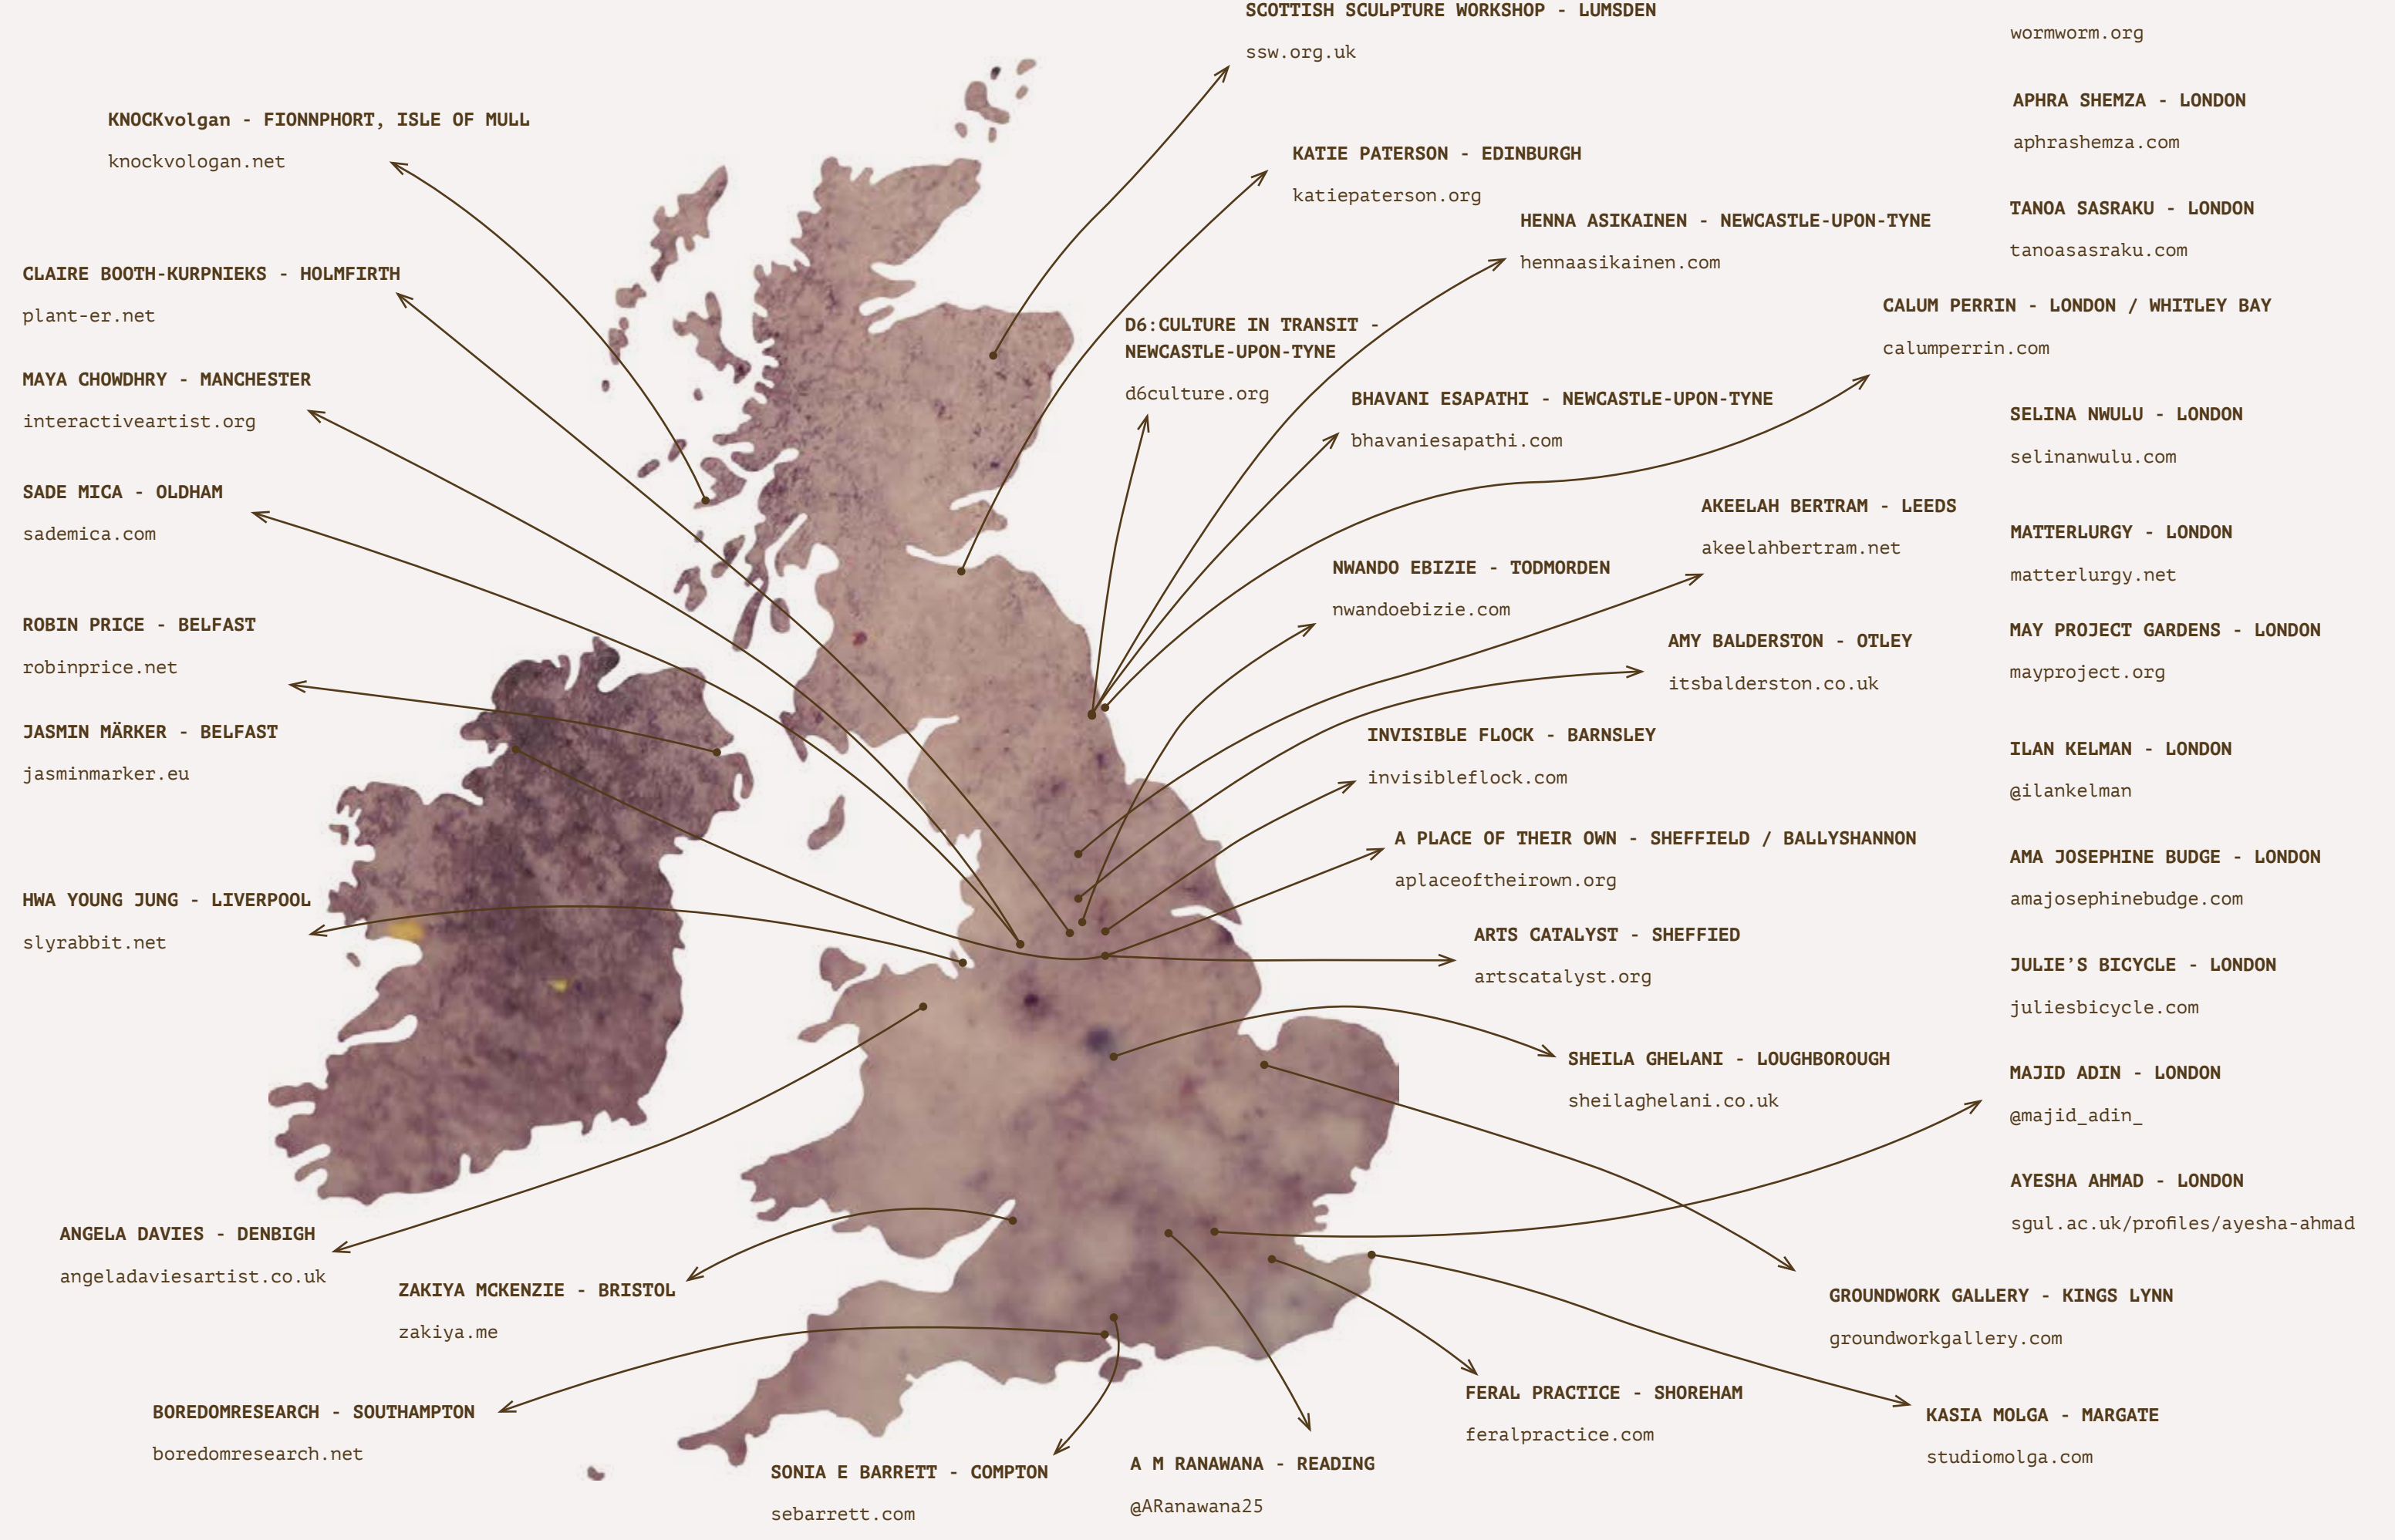 SCOTTISH SCULPTURE WORKSHOP - LUMSDEN
ssw.org.uk
wormworm.org
KNOCKvolgan - FIONNPHORT, ISLE OF MULL
knockvologan.net
KATIE PATERSON - EDINBURGH
katiepaterson.org
APHRA SHEMZA - LONDON
aphrashemza.com
HENNA ASIKAINEN - NEWCASTLE-UPON-TYNE
hennaasikainen.com
TANOA SASRAKU - LONDON
tanoasasraku.com
CLAIRE BOOTH-KURPNIEKS - HOLMFIRTH
plant-er.net
D6:CULTURE IN TRANSIT -
NEWCASTLE-UPON-TYNE
d6culture.org
CALUM PERRIN - LONDON / WHITLEY BAY
calumperrin.com
MAYA CHOWDHRY - MANCHESTER
interactiveartist.org
BHAVANI ESAPATHI - NEWCASTLE-UPON-TYNE
bhavaniesapathi.com
SELINA NWULU - LONDON
selinanwulu.com
SADE MICA - OLDHAM
sademica.com
AKEELAH BERTRAM - LEEDS
akeelahbertram.net
MATTERLURGY - LONDON
matterlurgy.net
NWANDO EBIZIE - TODMORDEN
nwandoebizie.com
ROBIN PRICE - BELFAST
robinprice.net
AMY BALDERSTON - OTLEY
itsbalderston.co.uk
MAY PROJECT GARDENS - LONDON
mayproject.org
JASMIN MÄRKER - BELFAST
jasminmarker.eu
INVISIBLE FLOCK - BARNSLEY
invisibleflock.com
ILAN KELMAN - LONDON
@ilankelman
A PLACE OF THEIR OWN - SHEFFIELD / BALLYSHANNON
aplaceoftheirown.org
AMA JOSEPHINE BUDGE - LONDON
amajosephinebudge.com
HWA YOUNG JUNG - LIVERPOOL
slyrabbit.net
ARTS CATALYST - SHEFFIED
artscatalyst.org
JULIE’S BICYCLE - LONDON
juliesbicycle.com
SHEILA GHELANI - LOUGHBOROUGH
sheilaghelani.co.uk
MAJID ADIN - LONDON
@majid_adin_
AYESHA AHMAD - LONDON
sgul.ac.uk/profiles/ayesha-ahmad
ANGELA DAVIES - DENBIGH
angeladaviesartist.co.uk
ZAKIYA MCKENZIE - BRISTOL
zakiya.me
GROUNDWORK GALLERY - KINGS LYNN
groundworkgallery.com
BOREDOMRESEARCH - SOUTHAMPTON
boredomresearch.net
FERAL PRACTICE - SHOREHAM
feralpractice.com
KASIA MOLGA - MARGATE
studiomolga.com
SONIA E BARRETT - COMPTON
sebarrett.com
A M RANAWANA - READING
@ARanawana25